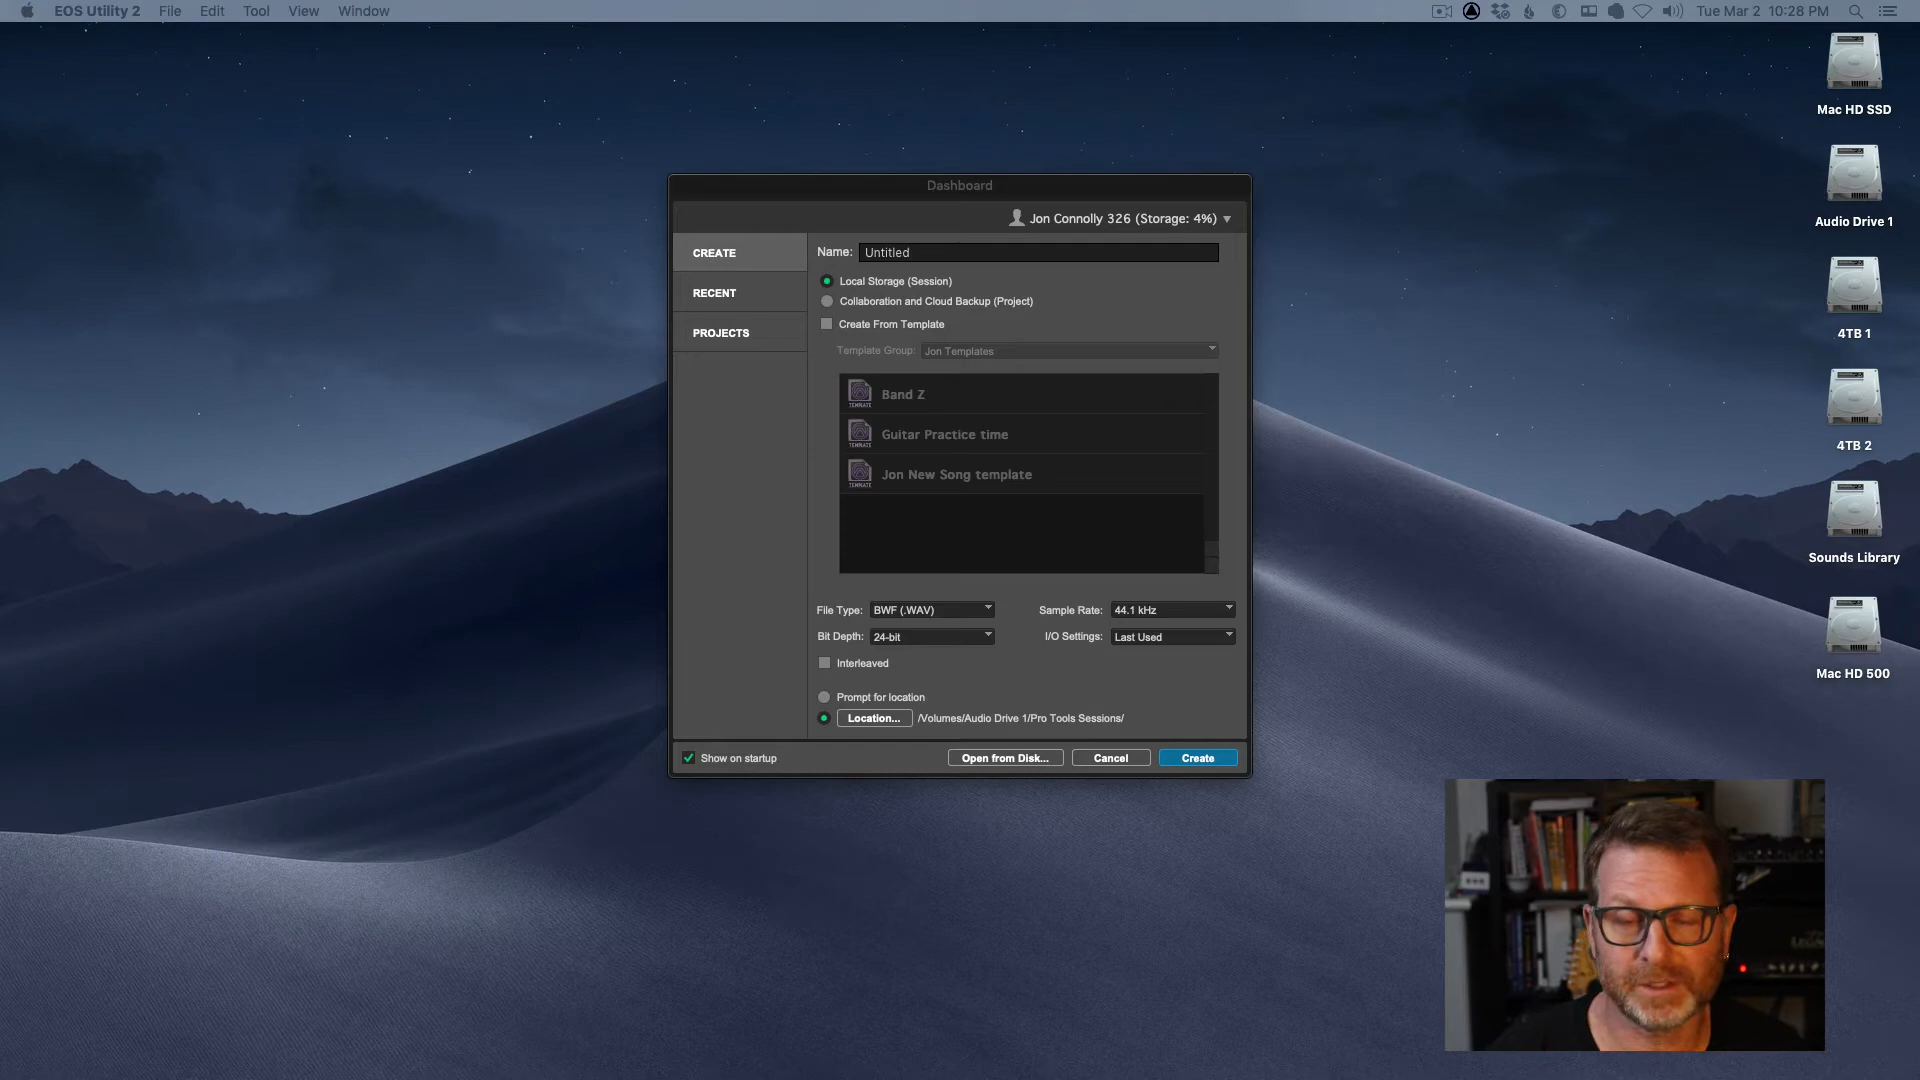 EOS Utility 2 File Edit Tool View Window Tue Mar 2 10:28 PM
Mac HD SSD
Audio Drive 1
4TB 1
4TB 2
Sounds Library
Mac HD 500
Dashboard
Jon Connolly 326 (Storage: 4%)
CREATE
RECENT
PROJECTS
Name: Untitled
Local Storage (Session)
Collaboration and Cloud Backup (Project)
Create From Template
Template Group: Jon Templates
TEMPLATE Band Z
TEMPLATE Guitar Practice time
TEMPLATE Jon New Song template
File Type: BWF (.WAV) Sample Rate: 44.1 kHz
Bit Depth: 24-bit I/O Settings: Last Used
Interleaved
Prompt for location
Location... /Volumes/Audio Drive 1/Pro Tools Sessions/
Show on startup Open from Disk... Cancel Create